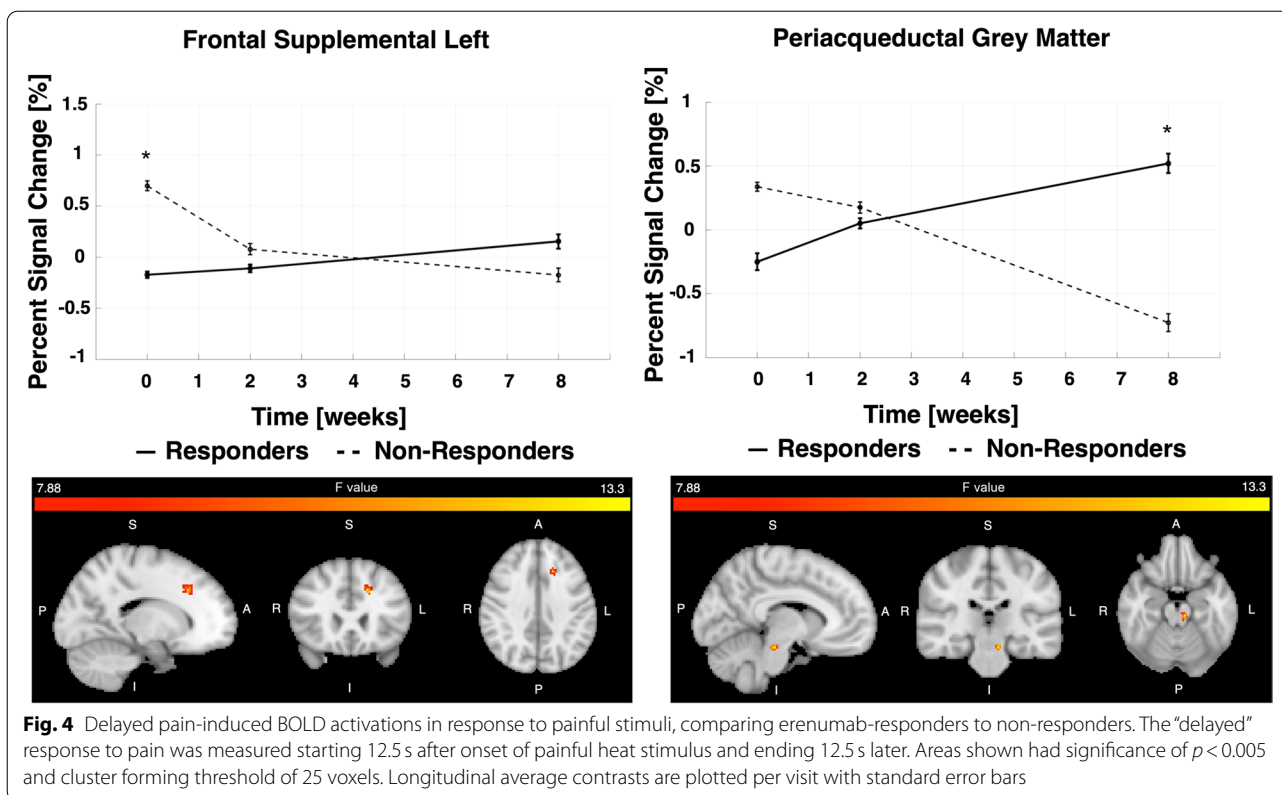 Frontal Supplemental Left
Percent Signal Change [%]
1.5
1
0.5
0
-0.5
-1
*
0 1 2 3 4 5 6 7 8
Time [weeks]
Responders Non-Responders
7.88 F value 13.3
S S A
P A R L R L
I I P
Periacqueductal Grey Matter
Percent Signal Change [%]
1
0.5
0
-0.5
-1
*
0 1 2 3 4 5 6 7 8
Time [weeks]
Responders Non-Responders
7.88 F value 13.3
S S A
P A R L R L
I I P
Fig. 4 Delayed pain-induced BOLD activations in response to painful stimuli, comparing erenumab-responders to non-responders. The “delayed”
response to pain was measured starting 12.5 s after onset of painful heat stimulus and ending 12.5 s later. Areas shown had significance of p < 0.005
and cluster forming threshold of 25 voxels. Longitudinal average contrasts are plotted per visit with standard error bars